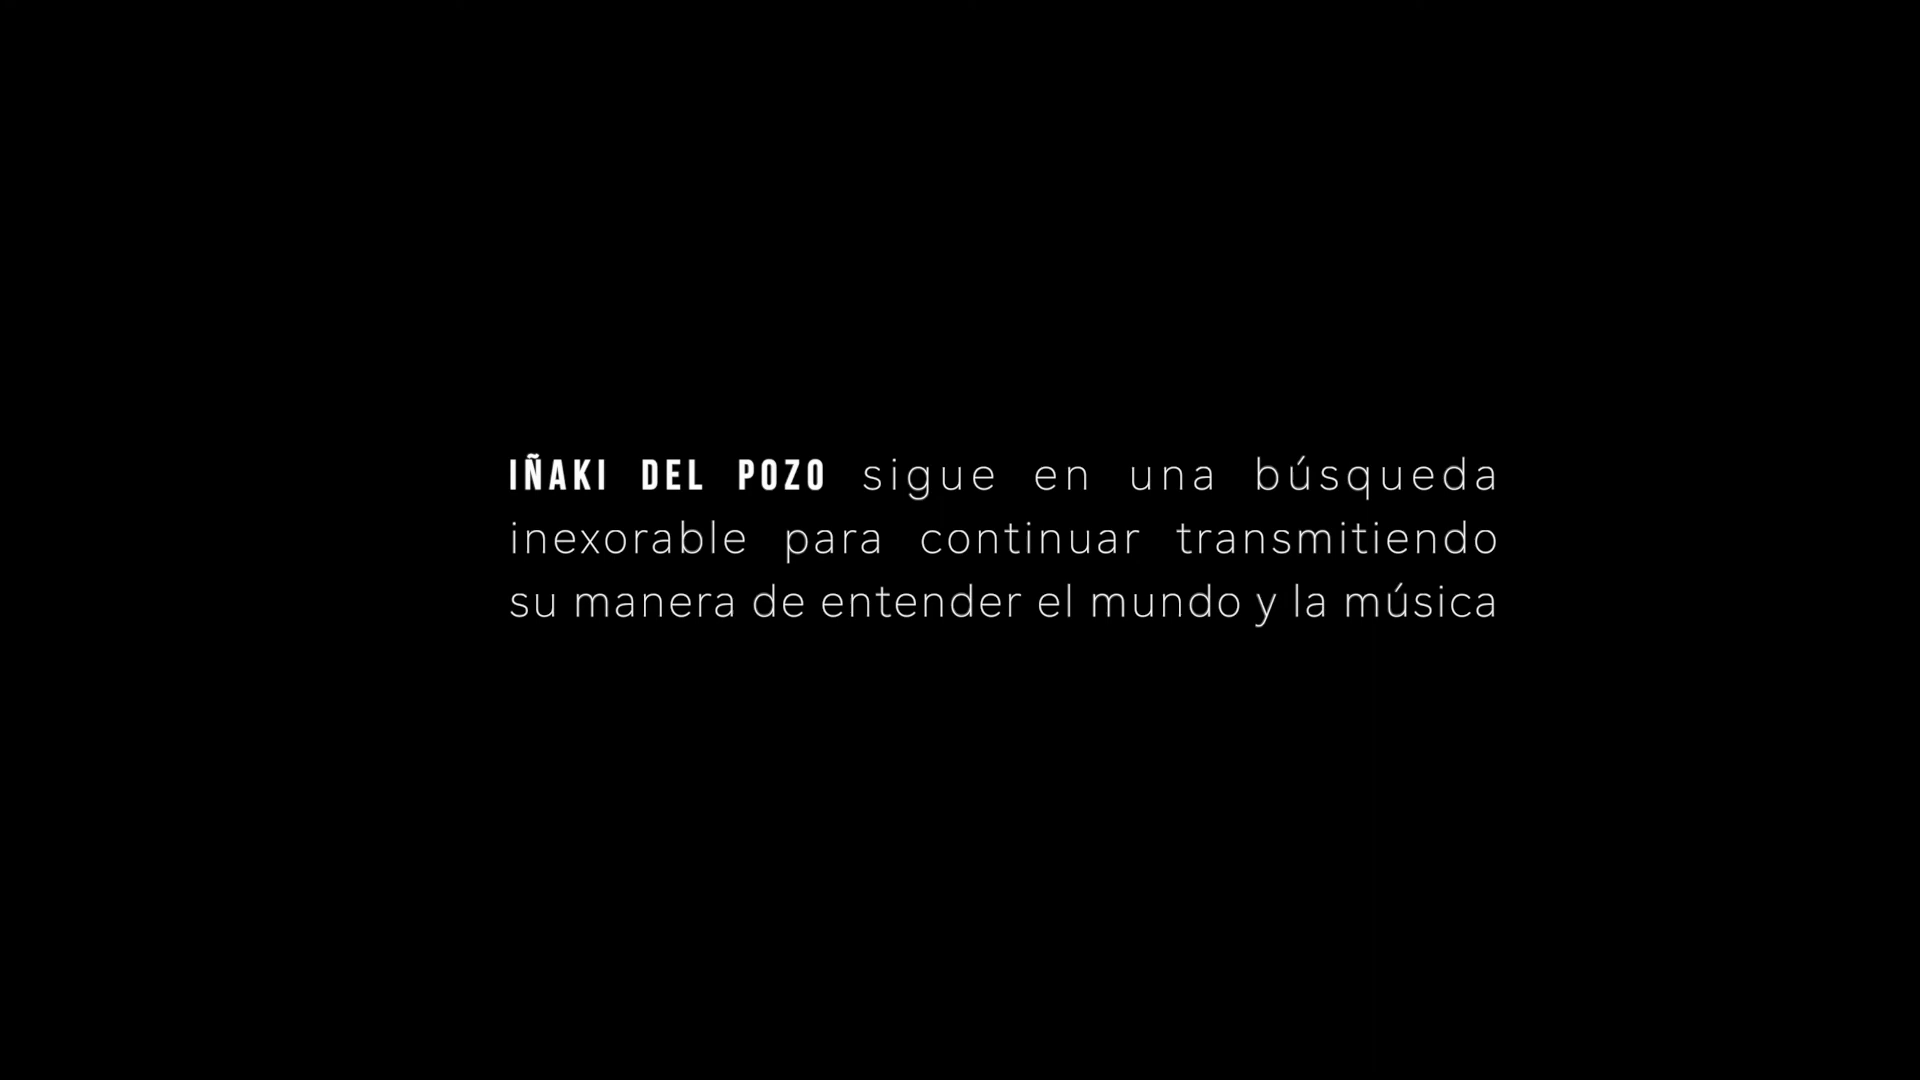 IÑAKI DEL POZO sigue en una búsqueda
inexorable para continuar transmitiendo
su manera de entender el mundo y la música